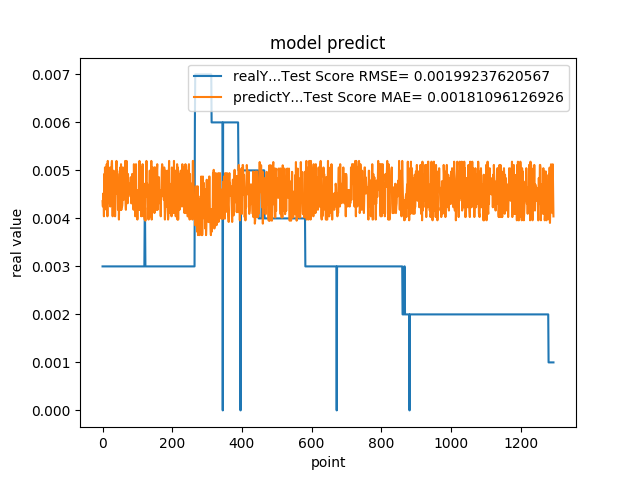 model predict
realY...Test Score RMSE= 0.00199237620567
predictY...Test Score MAE= 0.00181096126926
0.007
0.006
0.005
0.004
0.003
0.002
0.001
0.000
real value
0 200 400 600 800 1000 1200
point